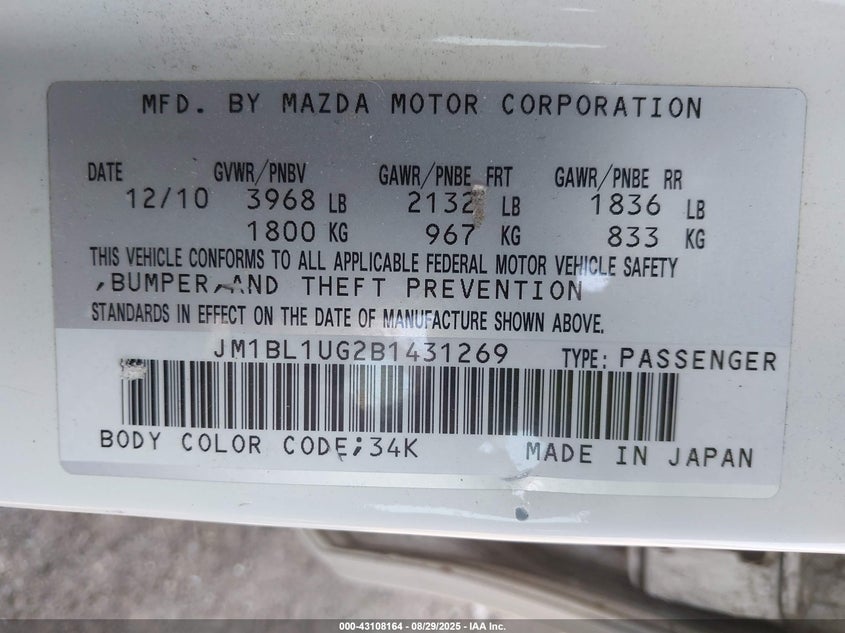 MFD. BY MAZDA MOTOR CORPORATION
DATE GVWR/PNBV GAWR/PNBE FRT GAWR/PNBE RR
12/10 3968 LB 2132 LB 1836 LB
1800 KG 967 KG 833 KG
THIS VEHICLE CONFORMS TO ALL APPLICABLE FEDERAL MOTOR VEHICLE SAFETY
,BUMPER,AND THEFT PREVENTION
STANDARDS IN EFFECT ON THE DATE OF MANUFACTURE SHOWN ABOVE.
JM1BL1UG2B1431269 TYPE: PASSENGER
BODY COLOR CODE;34K MADE IN JAPAN
000-43108164 - 08/29/2025 - IAA Inc.